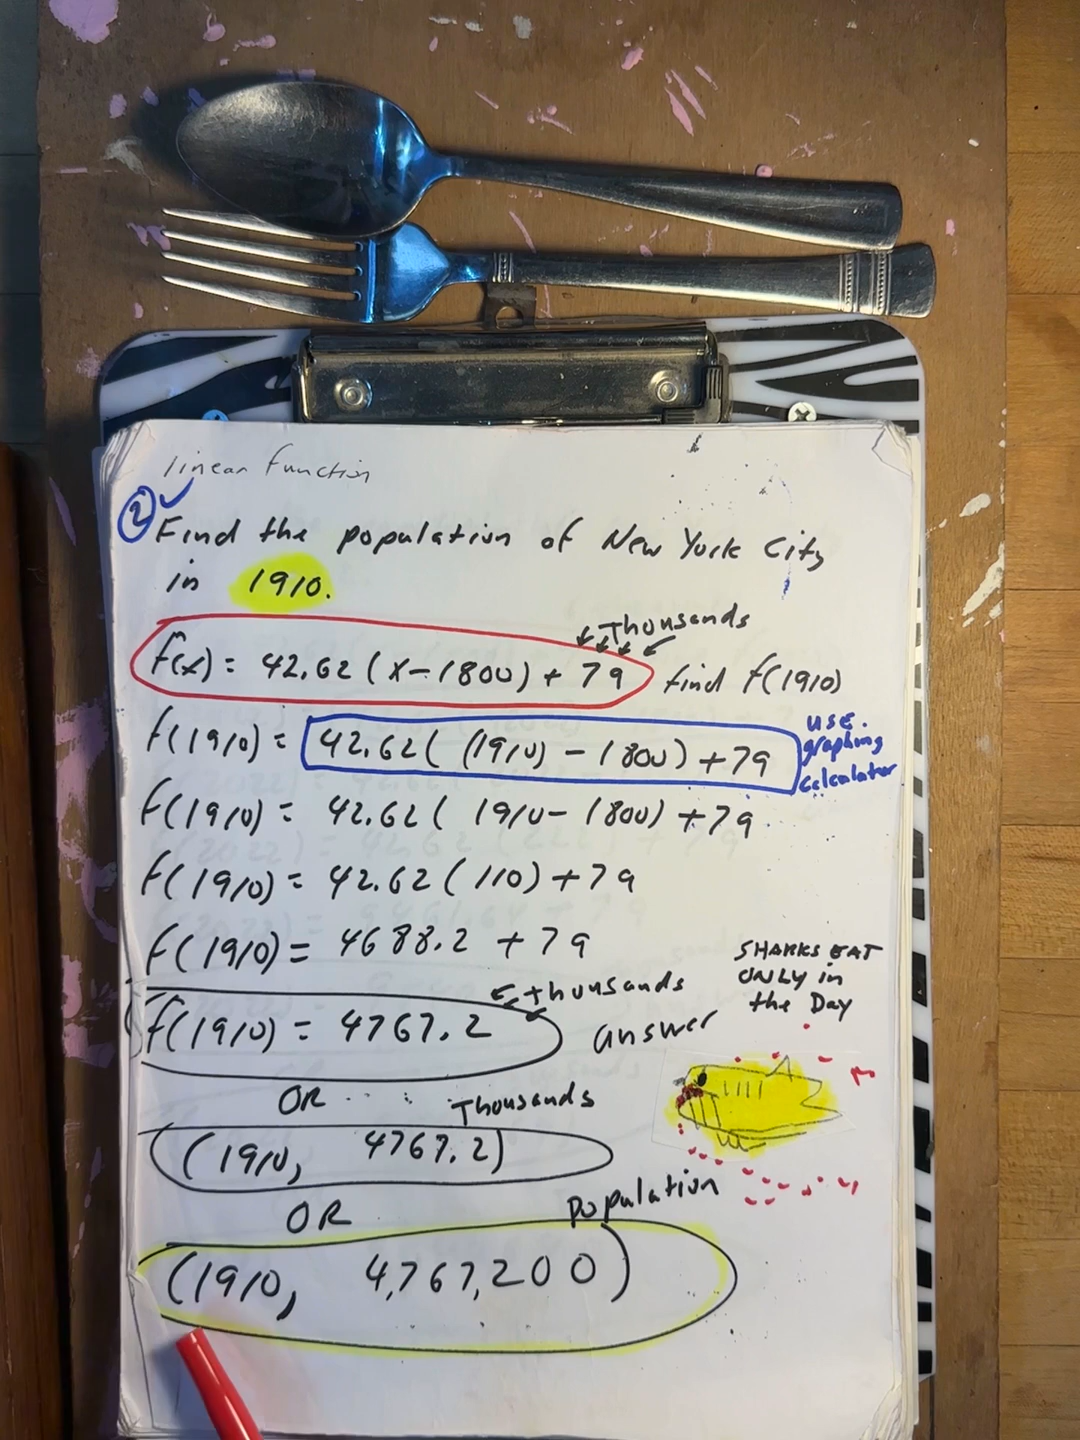 linear function
② Find the population of New York City
in 1910.
Thousands
f(x) = 42.62 (x-1800) + 79 find f(1910)
f(1910) = 42.62( (1910) - 1800) + 79
use
graphing
calculator
f(1910) = 42.62( 1910 - 1800) + 79
f(1910) = 42.62 (110) + 79
f(1910) = 4688.2 + 79
SHARKS EAT
ONLY in
the Day
thousands
f(1910) = 4767.2 answer
OR
Thousands
(1910, 4767.2)
OR
population
(1910, 4,767,200)